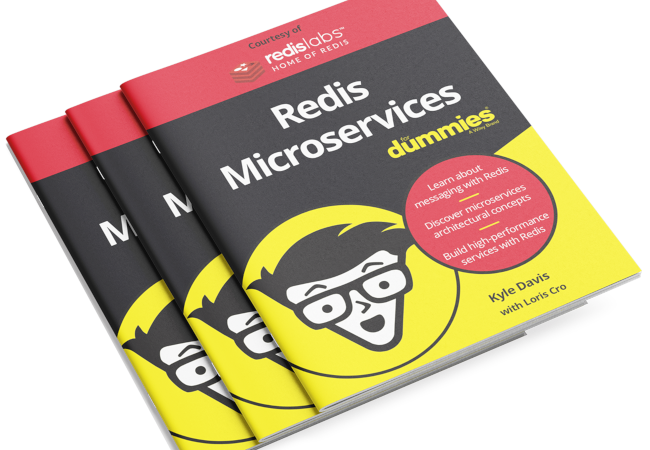 Courtesy of
redislabs™
HOME OF REDIS
Redis
Microservices
for
dummies®
A Wiley Brand
Learn about
messaging with Redis
Discover microservices
architectural concepts
Build high-performance
services with Redis
Kyle Davis
with Loris Cro
M
M